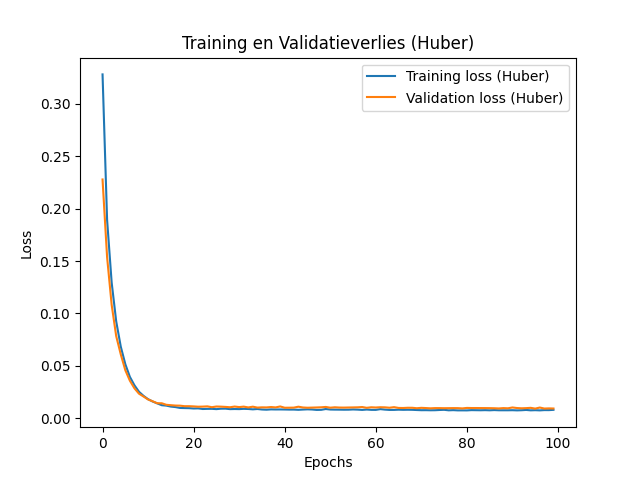 Training en Validatieverlies (Huber)
Training loss (Huber)
Validation loss (Huber)
0.30
0.25
0.20
0.15
0.10
0.05
0.00
Loss
0 20 40 60 80 100
Epochs